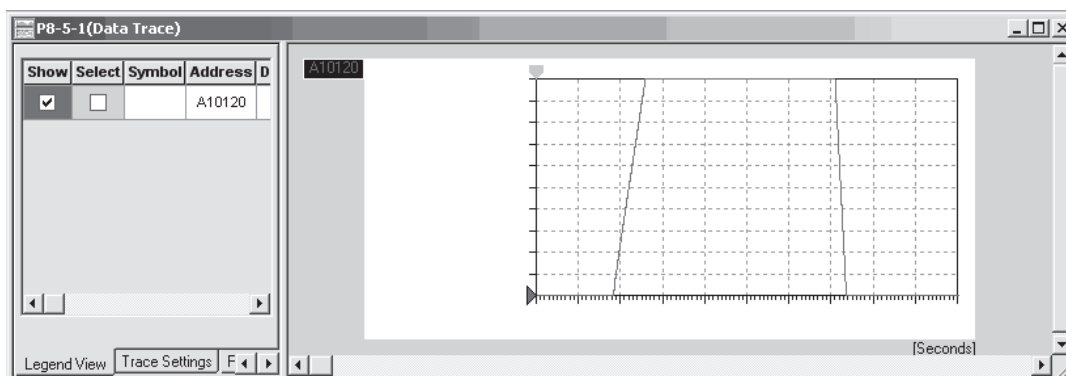 P8-5-1(Data Trace)
Show Select Symbol Address D
A10120
A10120
[Seconds]
Legend View Trace Settings F